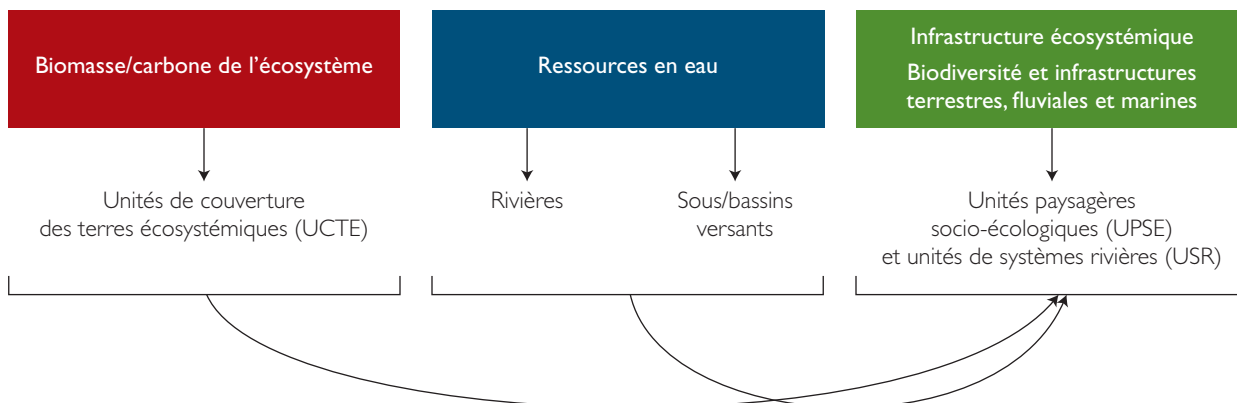 Biomasse/carbone de l'écosystème
Ressources en eau
Infrastructure écosystémique
Biodiversité et infrastructures
terrestres, fluviales et marines
Unités de couverture
des terres écosystémiques (UCTE)
Rivières
Sous/bassins
versants
Unités paysagères
socio-écologiques (UPSE)
et unités de systèmes rivières (USR)